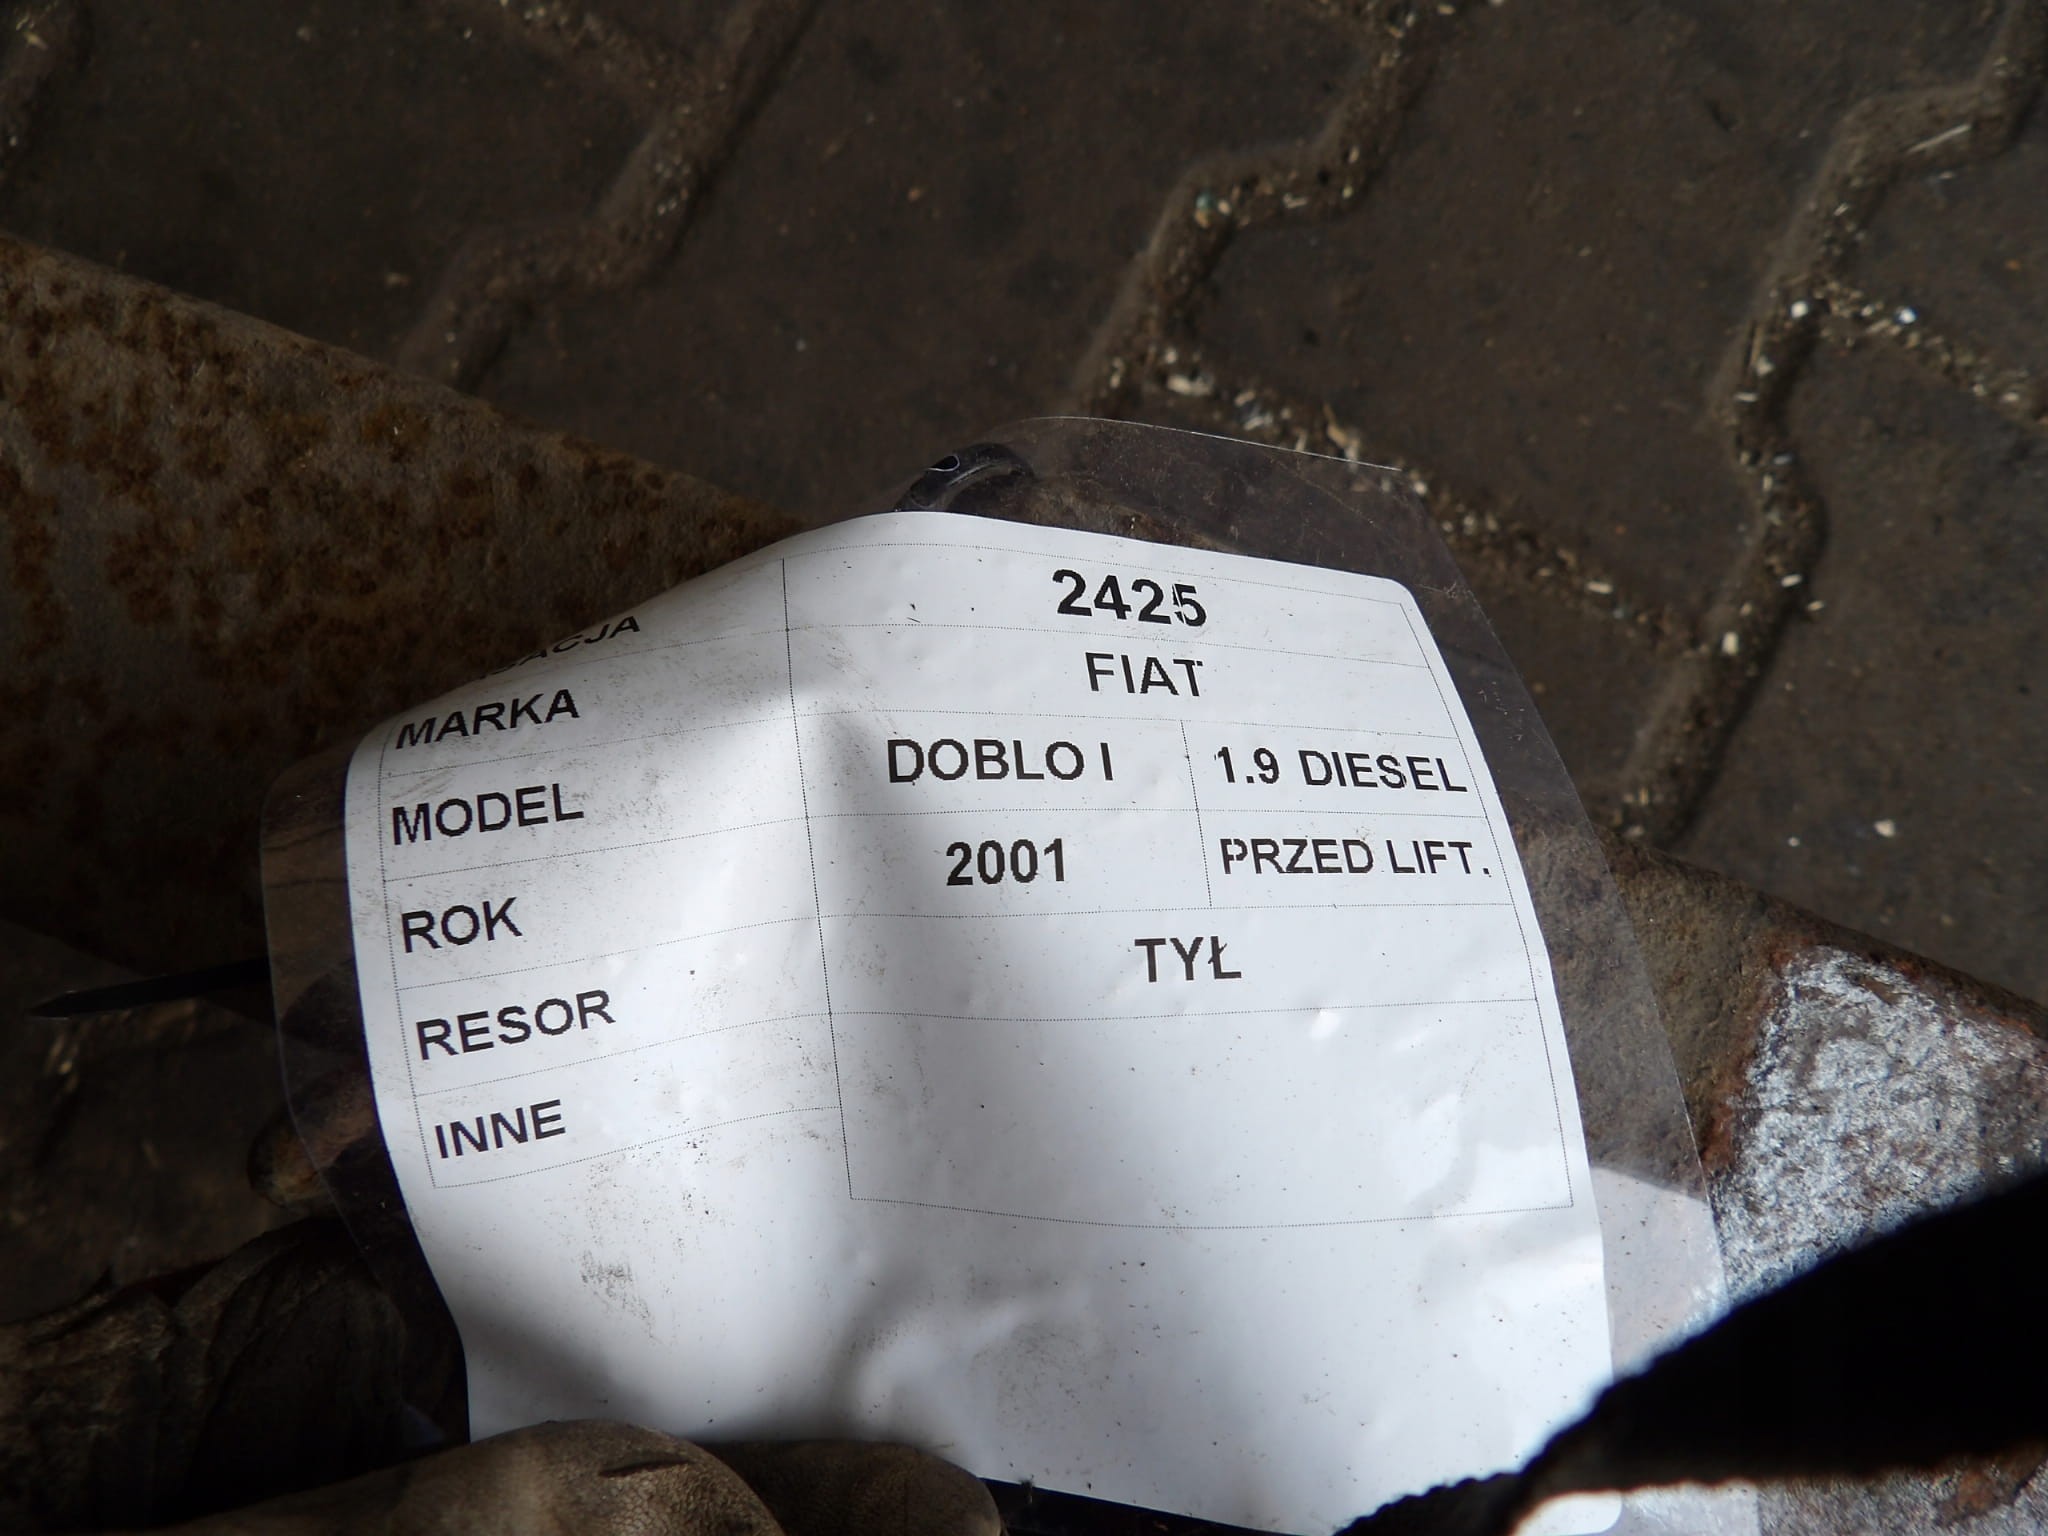 2425
MARKA FIAT
MODEL DOBLO I 1.9 DIESEL
ROK 2001 PRZED LIFT.
RESOR TYŁ
INNE